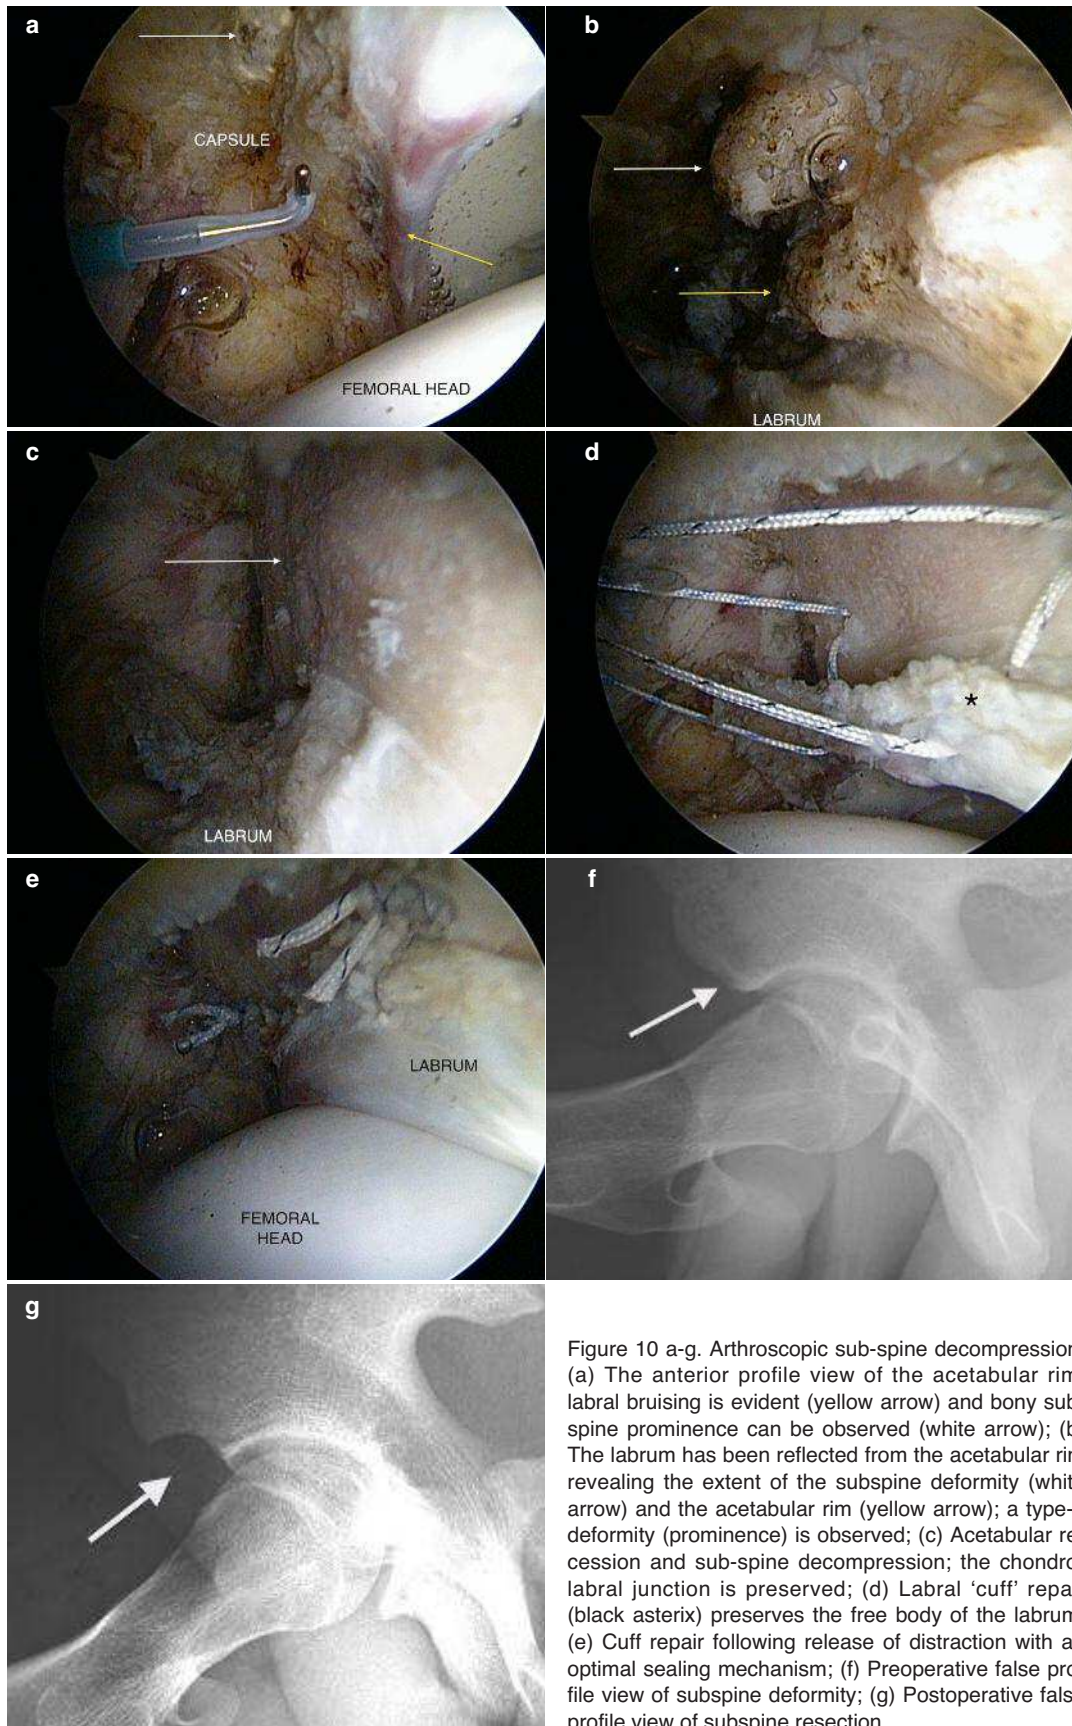 a
CAPSULE
FEMORAL HEAD
b
LABRUM
c
LABRUM
d
*
e
LABRUM
FEMORAL
HEAD
f
g
Figure 10 a-g. Arthroscopic sub-spine decompression
(a) The anterior profile view of the acetabular rim
labral bruising is evident (yellow arrow) and bony sub
spine prominence can be observed (white arrow); (b
The labrum has been reflected from the acetabular
revealing the extent of the subspine deformity
arrow) and the acetabular rim (yellow arrow); a type-
deformity (prominence) is observed; (c) Acetabular re
cession and sub-spine decompression; the chondro
labral junction is preserved; (d) Labral ‘cuff’
(black asterix) preserves the free body of the labrum
(e) Cuff repair following release of distraction with
optimal sealing mechanism; (f) Preoperative false pro
file view of subspine deformity; (g) Postoperative
profile view of subspine resection